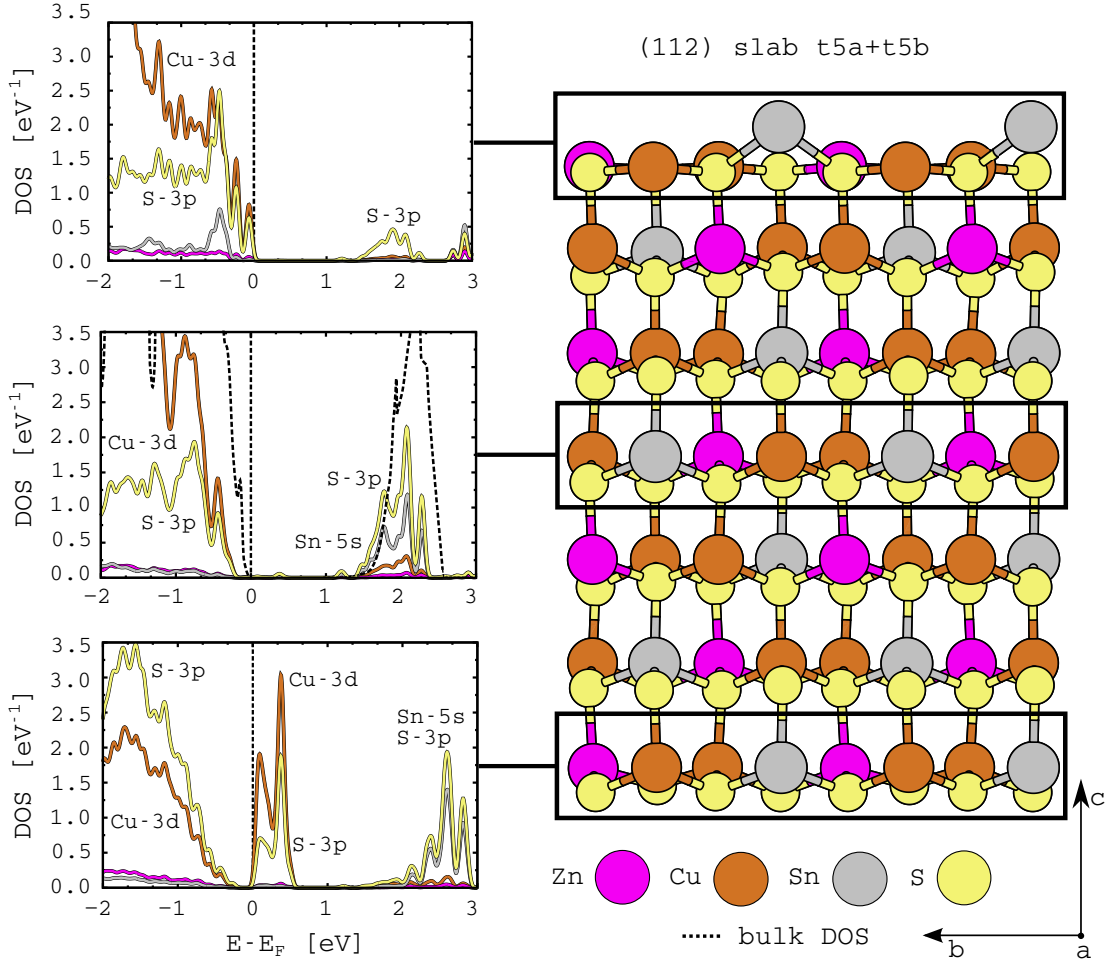 (112) slab t5a+t5b
DOS [eV-1]
3.5
3.0
2.5
2.0
1.5
1.0
0.5
0.0
Cu-3d
S-3p
S-3p
−2 −1 0 1 2 3
DOS [eV-1]
3.5
3.0
2.5
2.0
1.5
1.0
0.5
0.0
Cu-3d
S-3p
S-3p
Sn-5s
−2 −1 0 1 2 3
DOS [eV-1]
3.5
3.0
2.5
2.0
1.5
1.0
0.5
0.0
S-3p
Cu-3d
Cu-3d
S-3p
Sn-5s
S-3p
−2 −1 0 1 2 3
E-EF [eV]
Zn Cu Sn S
bulk DOS
c
b
a